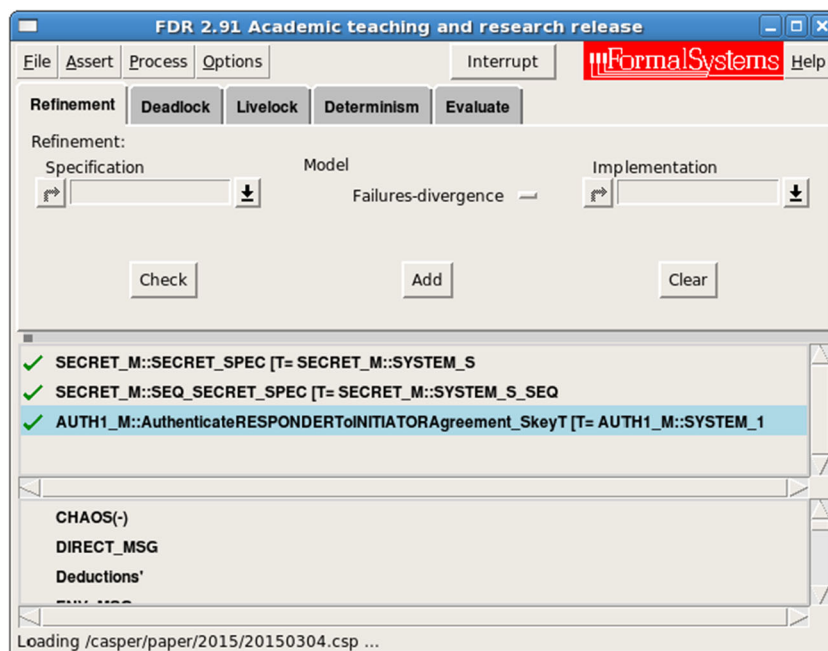 FDR 2.91 Academic teaching and research release
File Assert Process Options Interrupt FormalSystems Help
Refinement Deadlock Livelock Determinism Evaluate
Refinement:
Specification Model Implementation
Failures-divergence
Check Add Clear
SECRET_M::SECRET_SPEC [T= SECRET_M::SYSTEM_S
SECRET_M::SEQ_SECRET_SPEC [T= SECRET_M::SYSTEM_S_SEQ
AUTH1_M::AuthenticateRESPONDERToINITIATORAgreement_SkeyT [T= AUTH1_M::SYSTEM_1
CHAOS(-)
DIRECT_MSG
Deductions'
Loading /casper/paper/2015/20150304.csp ...